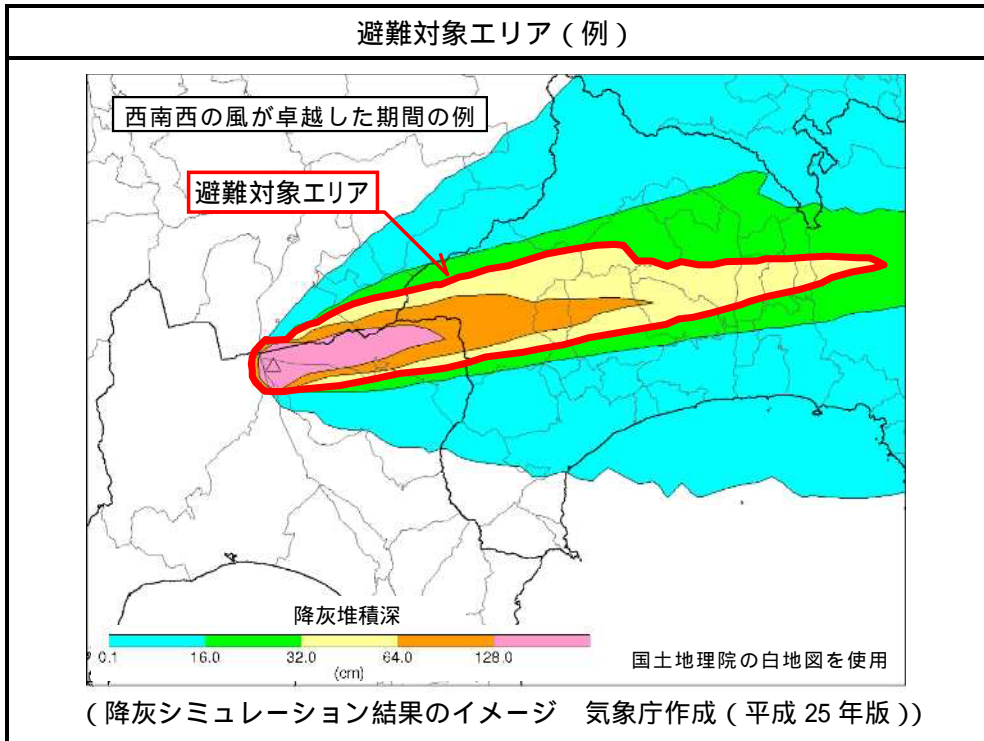 避難対象エリア（例）
西南西の風が卓越した期間の例
避難対象エリア
降灰堆積深
0.1 16.0 32.0 64.0 128.0
(cm)
国土地理院の白地図を使用
（降灰シミュレーション結果のイメージ　気象庁作成（平成 25 年版））